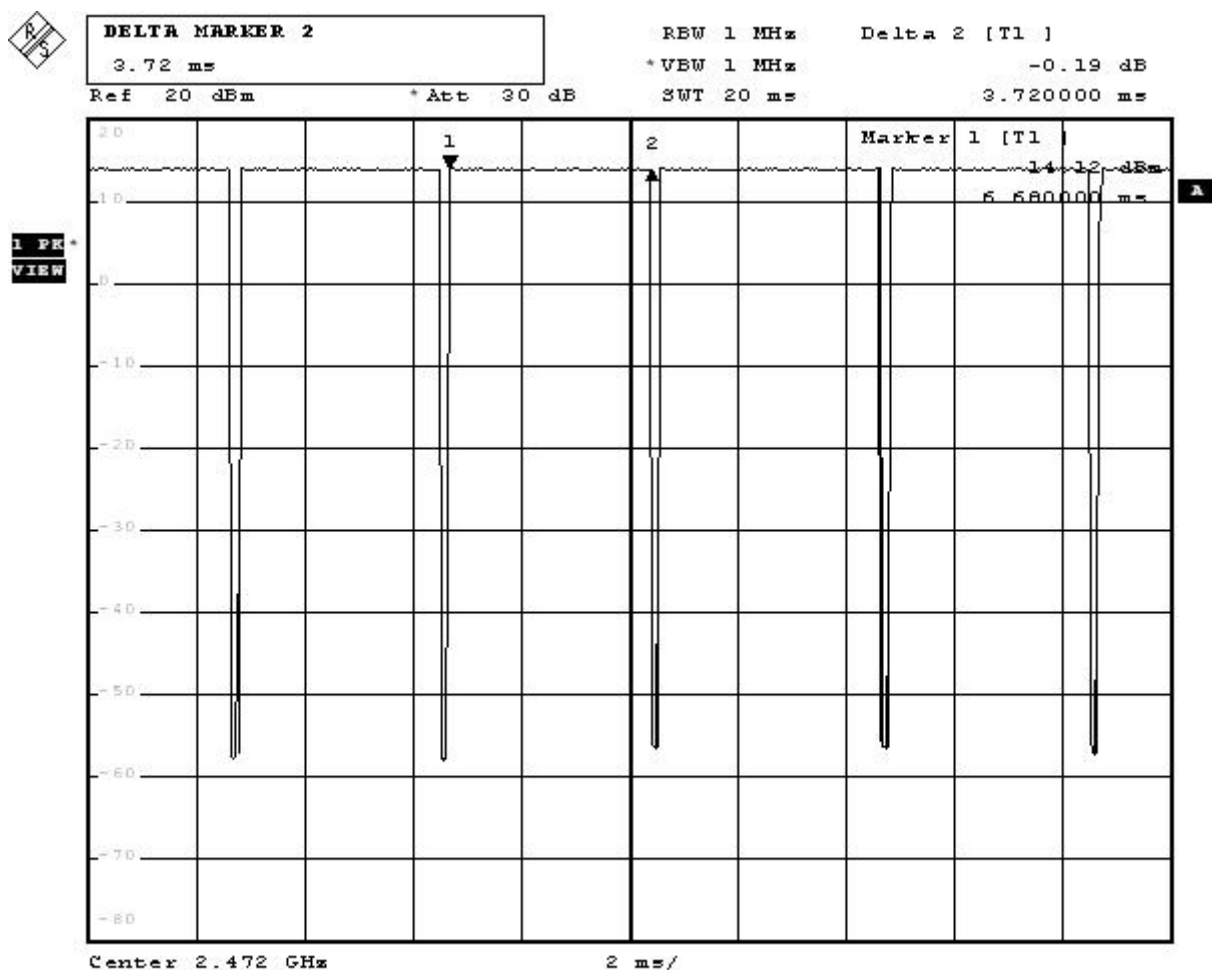 R/S
DELTA MARKER 2
3.72 ms
RBW 1 MHz
Delta 2 [T1 ]
*VBW 1 MHz
-0.19 dB
Ref 20 dBm
*Att 30 dB
SWT 20 ms
3.720000 ms
20
1
2
Marker 1 [T1 ]
14.12 dBm
6.680000 ms
A
10
1 PK*
VIEW
0
-10
-20
-30
-40
-50
-60
-70
-80
Center 2.472 GHz
2 ms/